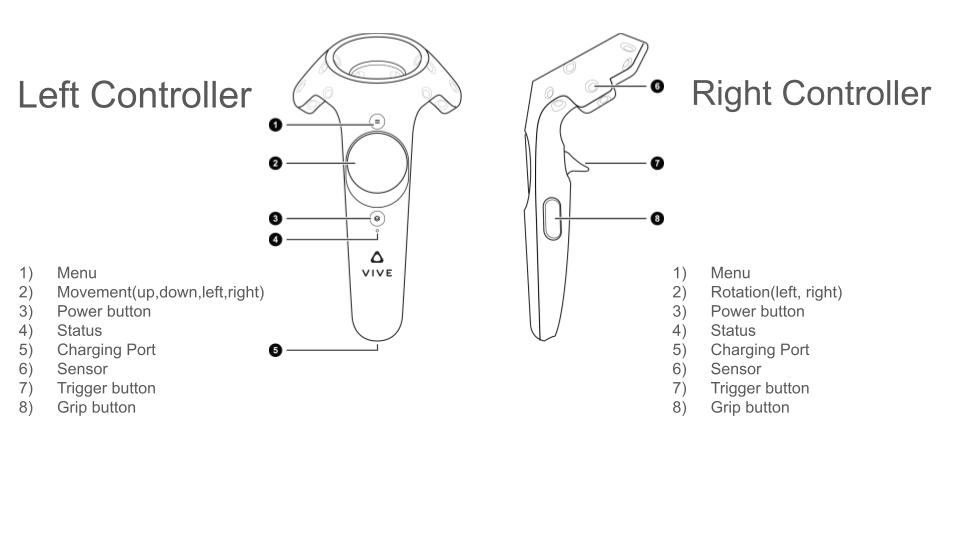 Left Controller
Right Controller
1
2
3
4
5
6
7
8
VIVE
1) Menu
2) Movement(up,down,left,right)
3) Power button
4) Status
5) Charging Port
6) Sensor
7) Trigger button
8) Grip button
1) Menu
2) Rotation(left, right)
3) Power button
4) Status
5) Charging Port
6) Sensor
7) Trigger button
8) Grip button